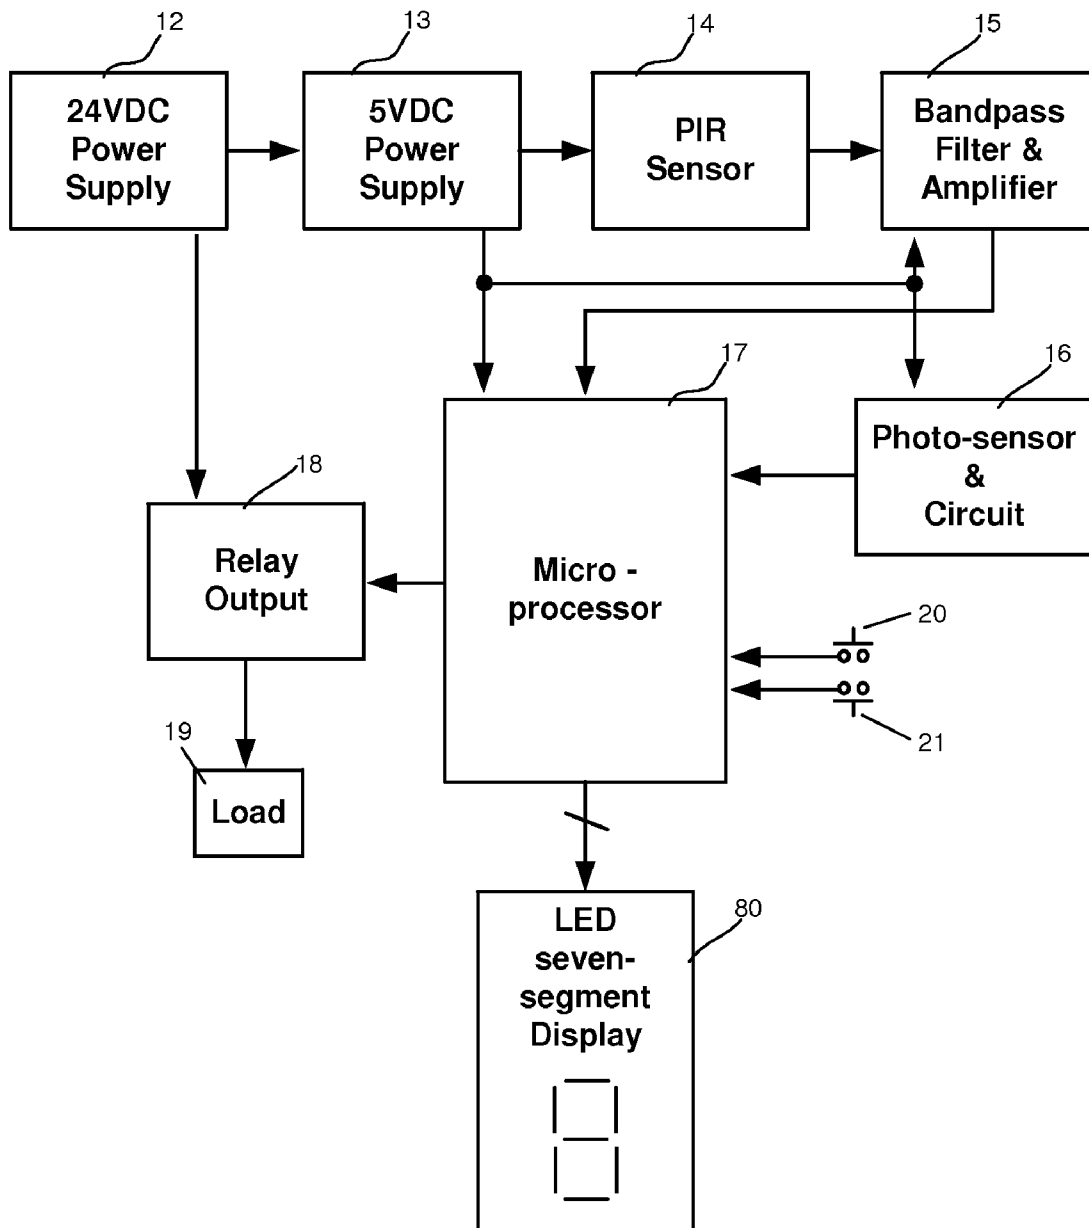 12
13
14
15
24VDC
Power
Supply
5VDC
Power
Supply
PIR
Sensor
Bandpass
Filter &
Amplifier
17
16
Photo-sensor
&
Circuit
18
Relay
Output
Micro -
processor
20
21
19
Load
80
LED
seven-
segment
Display